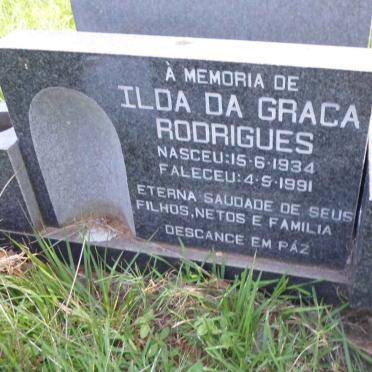 À MEMORIA DE
ILDA DA GRACA
RODRIGUES
NASCEU:15-6-1934
FALECEU:4-5-1991
ETERNA SAUDADE DE SEUS
FILHOS, NETOS E FAMILIA
DESCANCE EM PÁZ